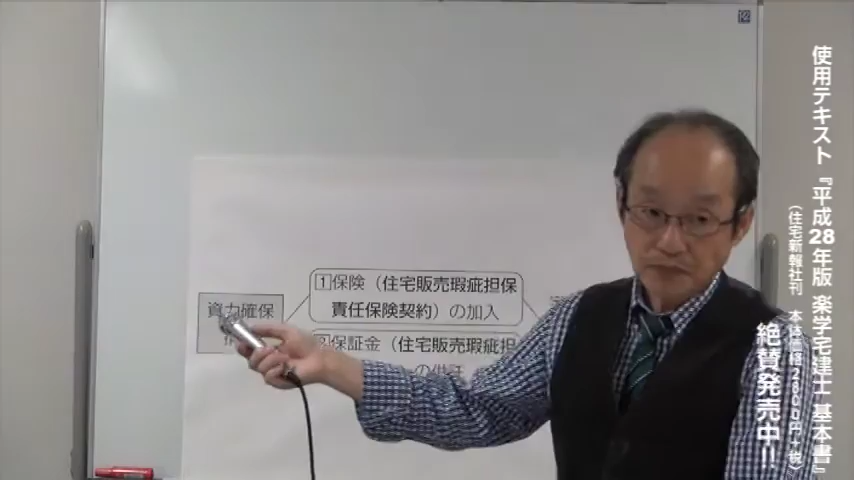 使用テキスト『平成28年版 楽学宅建士 基本書』
(住宅新報社刊 本体価格2800円+税)
絶賛発売中!!
資力確保
1保険(住宅販売瑕疵担保
責任保険契約)の加入
保証金(住宅販売瑕疵担
の供託